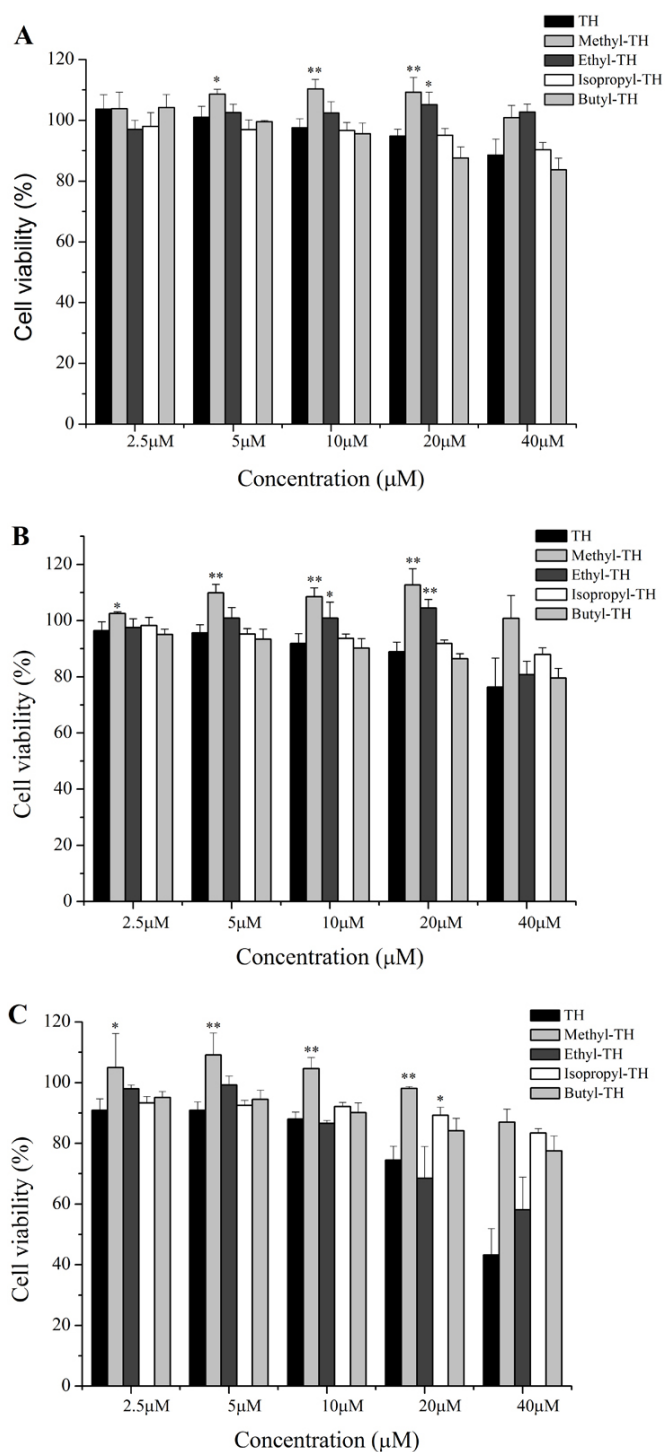 A
TH
Methyl-TH
Ethyl-TH
Isopropyl-TH
Butyl-TH
120
100
80
60
40
20
0
Cell viability (%)
*
**
**
*
2.5μM
5μM
10μM
20μM
40μM
Concentration (μM)
B
TH
Methyl-TH
Ethyl-TH
Isopropyl-TH
Butyl-TH
120
100
80
60
40
20
0
Cell viability (%)
*
**
**
*
**
**
2.5μM
5μM
10μM
20μM
40μM
Concentration (μM)
C
TH
Methyl-TH
Ethyl-TH
Isopropyl-TH
Butyl-TH
120
100
80
60
40
20
0
Cell viability (%)
*
**
**
**
*
2.5μM
5μM
10μM
20μM
40μM
Concentration (μM)